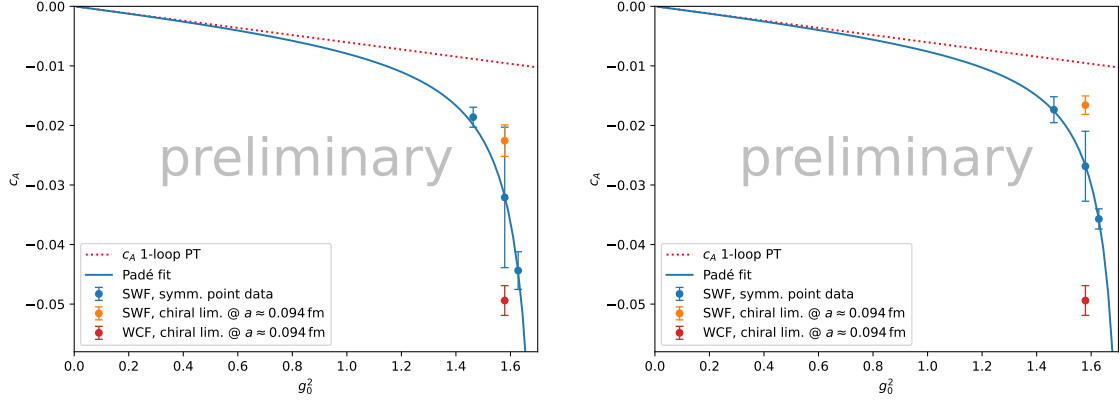 0.00
−0.01
−0.02
−0.03
−0.04
−0.05
c_A
preliminary
c_A 1-loop PT
Padé fit
SWF, symm. point data
SWF, chiral lim. @ a ≈ 0.094 fm
WCF, chiral lim. @ a ≈ 0.094 fm
0.0 0.2 0.4 0.6 0.8 1.0 1.2 1.4 1.6
g_0^2
0.00
−0.01
−0.02
−0.03
−0.04
−0.05
c_A
preliminary
c_A 1-loop PT
Padé fit
SWF, symm. point data
SWF, chiral lim. @ a ≈ 0.094 fm
WCF, chiral lim. @ a ≈ 0.094 fm
0.0 0.2 0.4 0.6 0.8 1.0 1.2 1.4 1.6
g_0^2